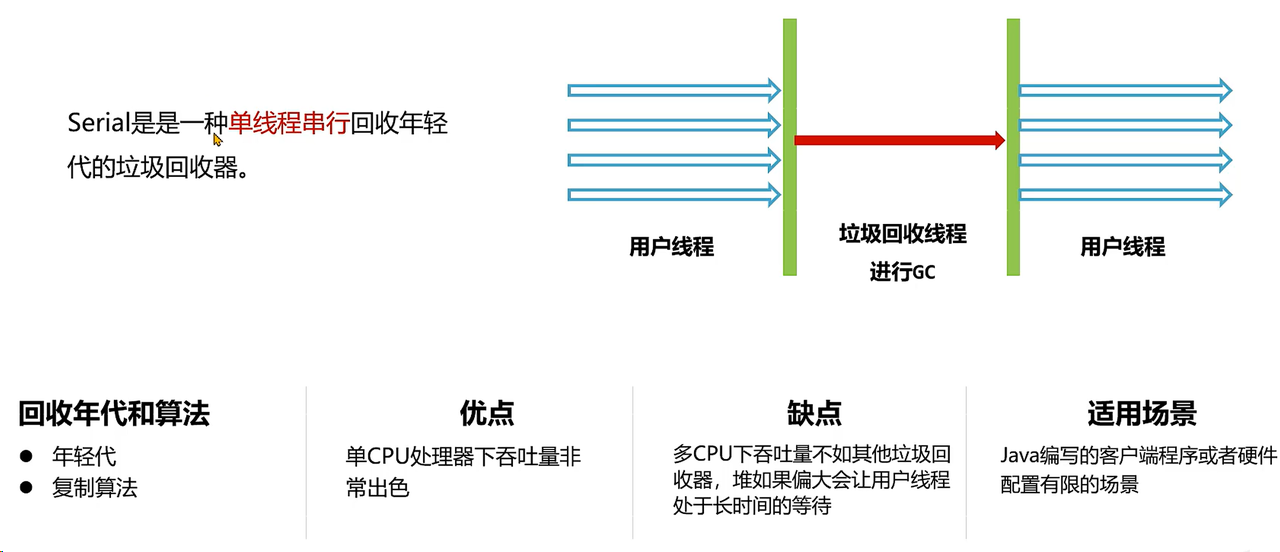 Serial是是一种单线程串行回收年轻
代的垃圾回收器。
用户线程
垃圾回收线程
进行GC
用户线程
回收年代和算法
● 年轻代
● 复制算法
优点
单CPU处理器下吞吐量非
常出色
缺点
多CPU下吞吐量不如其他垃圾回
收器，堆如果偏大会让用户线程
处于长时间的等待
适用场景
Java编写的客户端程序或者硬件
配置有限的场景